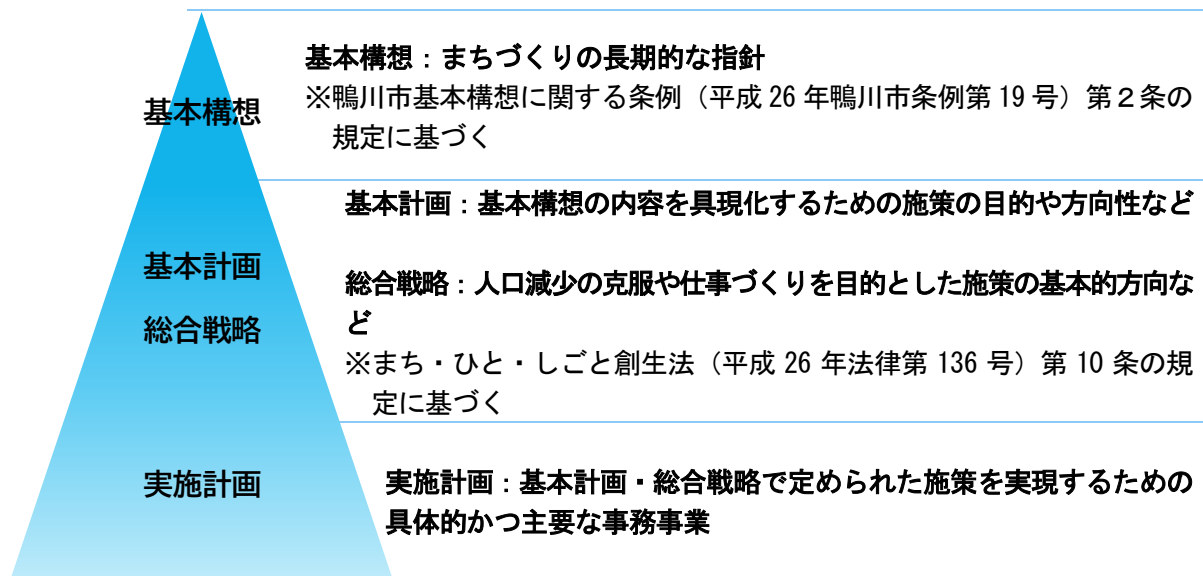 基本構想
基本構想：まちづくりの長期的な指針
※鴨川市基本構想に関する条例（平成 26 年鴨川市条例第 19 号）第２条の
規定に基づく
基本計画
総合戦略
基本計画：基本構想の内容を具現化するための施策の目的や方向性など
総合戦略：人口減少の克服や仕事づくりを目的とした施策の基本的方向な
ど
※まち・ひと・しごと創生法（平成 26 年法律第 136 号）第 10 条の規
定に基づく
実施計画
実施計画：基本計画・総合戦略で定められた施策を実現するための
具体的かつ主要な事務事業